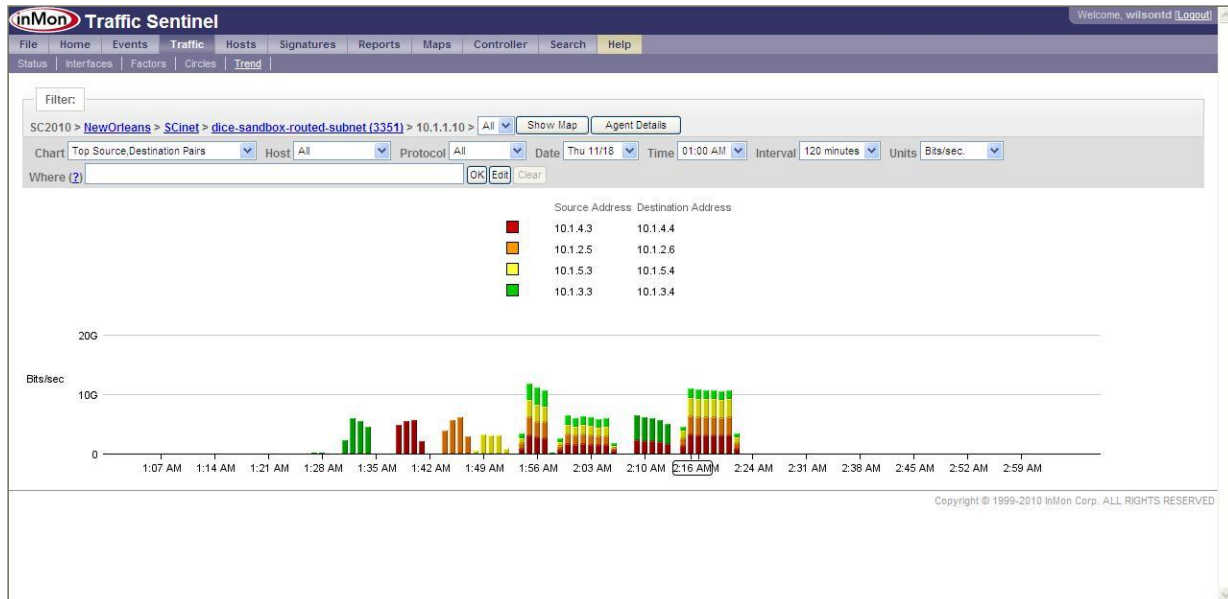 inMon Traffic Sentinel
Welcome, wilsontd [Logout]
File Home Events Traffic Hosts Signatures Reports Maps Controller Search Help
Status | Interfaces | Factors | Circles | Trend |
Filter:
SC2010 > NewOrleans > SCinet > dice-sandbox-routed-subnet (3351) > 10.1.1.10 > All Show Map Agent Details
Chart Top Source,Destination Pairs Host All Protocol All Date Thu 11/18 Time 01:00 AM Interval 120 minutes Units Bits/sec.
Where (?) OK Edit Clear
Source Address Destination Address
10.1.4.3 10.1.4.4
10.1.2.5 10.1.2.6
10.1.5.3 10.1.5.4
10.1.3.3 10.1.3.4
20G
Bits/sec
10G
0
1:07 AM 1:14 AM 1:21 AM 1:28 AM 1:35 AM 1:42 AM 1:49 AM 1:56 AM 2:03 AM 2:10 AM 2:16 AM 2:24 AM 2:31 AM 2:38 AM 2:45 AM 2:52 AM 2:59 AM
Copyright © 1999-2010 InMon Corp. ALL RIGHTS RESERVED